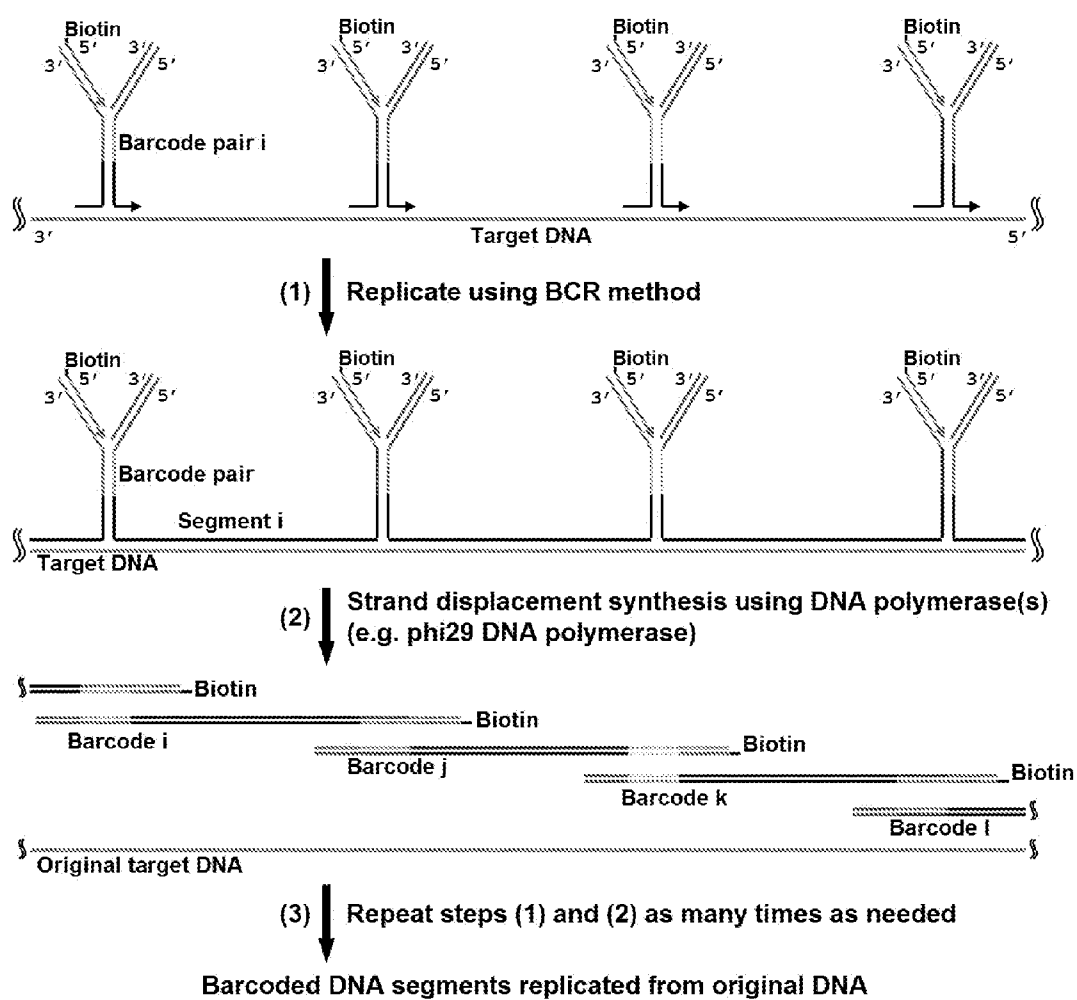 Biotin Biotin Biotin Biotin
5′ 3′ 5′ 3′ 5′ 3′ 5′ 3′
3′ 5′ 3′ 5′ 3′ 5′ 3′ 5′
Barcode pair i
3′ Target DNA 5′
(1) Replicate using BCR method
Biotin Biotin Biotin Biotin
5′ 3′ 5′ 3′ 5′ 3′ 5′ 3′
3′ 5′ 3′ 5′ 3′ 5′ 3′ 5′
Barcode pair
Segment i
Target DNA
(2) Strand displacement synthesis using DNA polymerase(s)
(e.g. phi29 DNA polymerase)
Biotin
Biotin
Barcode i
Biotin
Barcode j
Biotin
Barcode k
Barcode l
Original target DNA
(3) Repeat steps (1) and (2) as many times as needed
Barcoded DNA segments replicated from original DNA